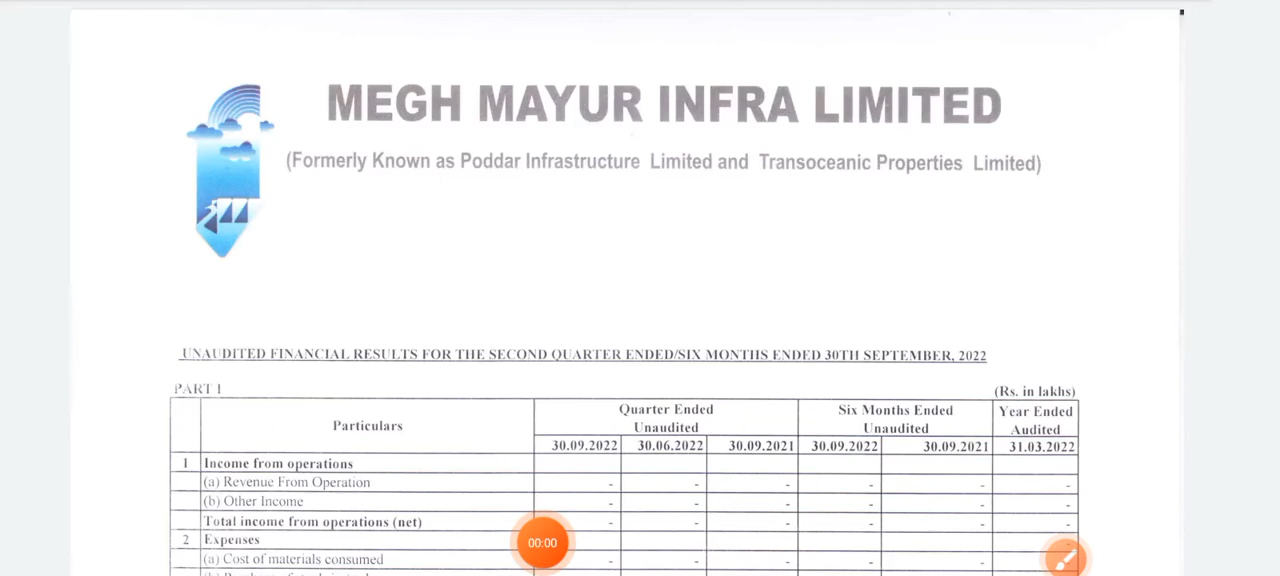 MEGH MAYUR INFRA LIMITED
(Formerly Known as Poddar Infrastructure Limited and Transoceanic Properties Limited)
UNAUDITED FINANCIAL RESULTS FOR THE SECOND QUARTER ENDED/SIX MONTHS ENDED 30TH SEPTEMBER, 2022
PART I (Rs. in lakhs)
Particulars Quarter Ended Unaudited Six Months Ended Unaudited Year Ended Audited
30.09.2022 30.06.2022 30.09.2021 30.09.2022 30.09.2021 31.03.2022
1 Income from operations
(a) Revenue From Operation - - - - - -
(b) Other Income - - - - - -
Total income from operations (net) - - - - - -
2 Expenses -
(a) Cost of materials consumed - - - - -
00:00